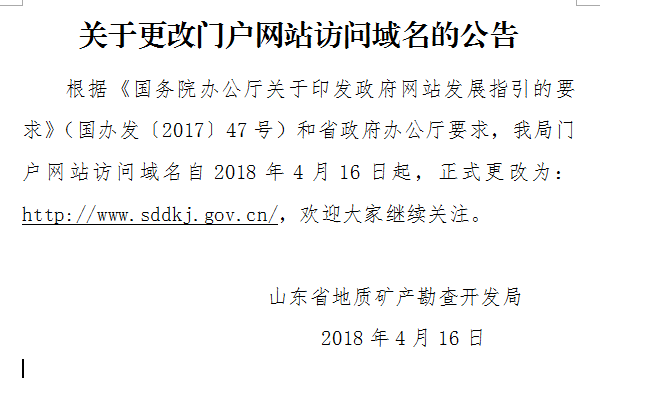 关于更改门户网站访问域名的公告
根据《国务院办公厅关于印发政府网站发展指引的要
求》（国办发〔2017〕47号）和省政府办公厅要求，我局门
户网站访问域名自2018年4月16日起，正式更改为：
http://www.sddkj.gov.cn/，欢迎大家继续关注。
山东省地质矿产勘查开发局
2018年4月16日